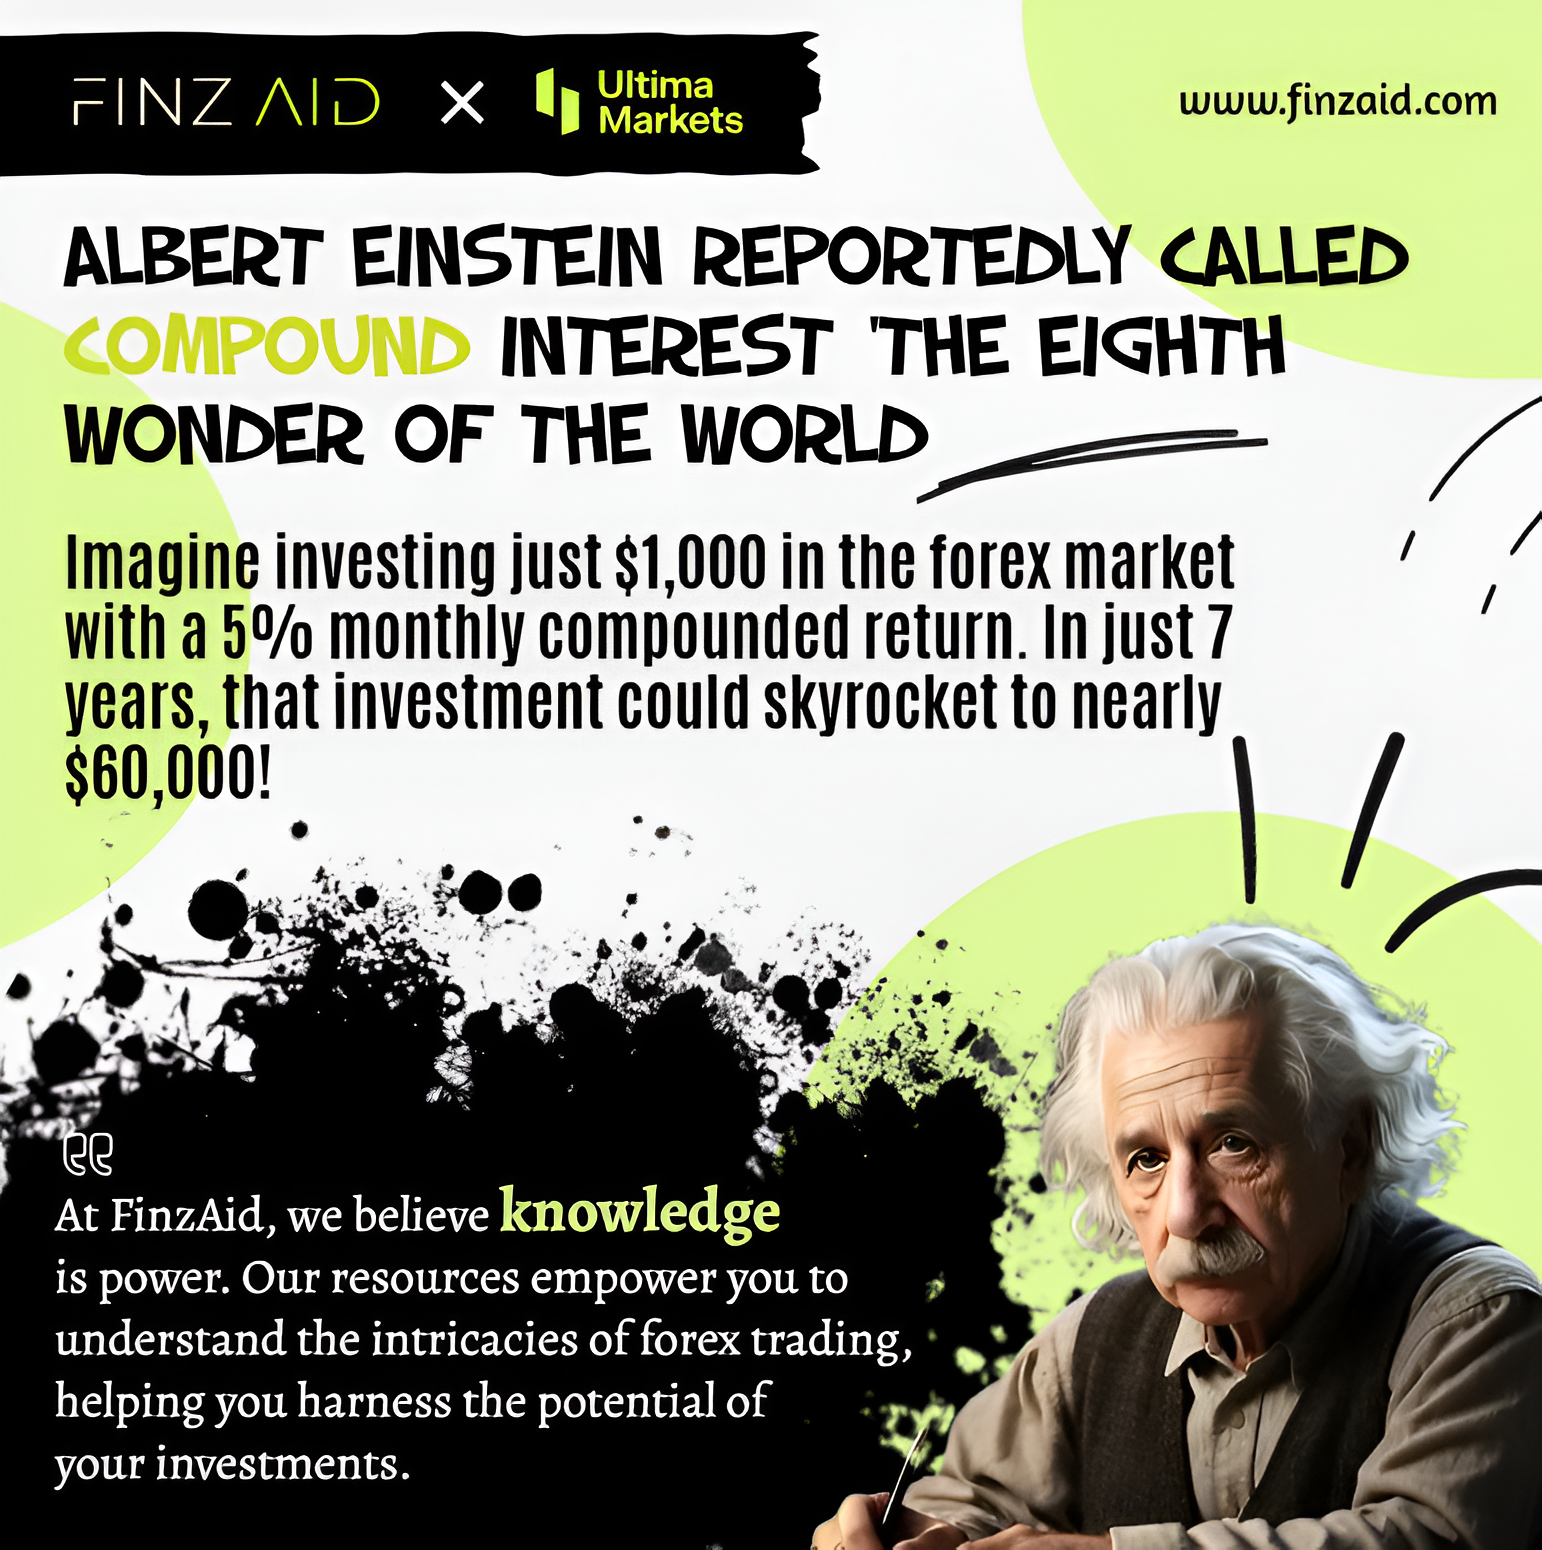 FINZ AID X Ultima Markets
www.finzaid.com
ALBERT EINSTEIN REPORTEDLY CALLED
COMPOUND INTEREST 'THE EIGHTH
WONDER OF THE WORLD
Imagine investing just $1,000 in the forex market
with a 5% monthly compounded return. In just 7
years, that investment could skyrocket to nearly
$60,000!
At FinzAid, we believe knowledge
is power. Our resources empower you to
understand the intricacies of forex trading,
helping you harness the potential of
your investments.